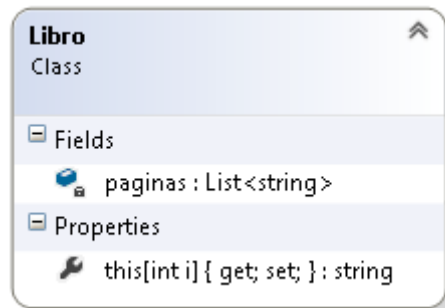 Libro
Class
Fields
paginas : List<string>
Properties
this[int i] { get; set; } : string